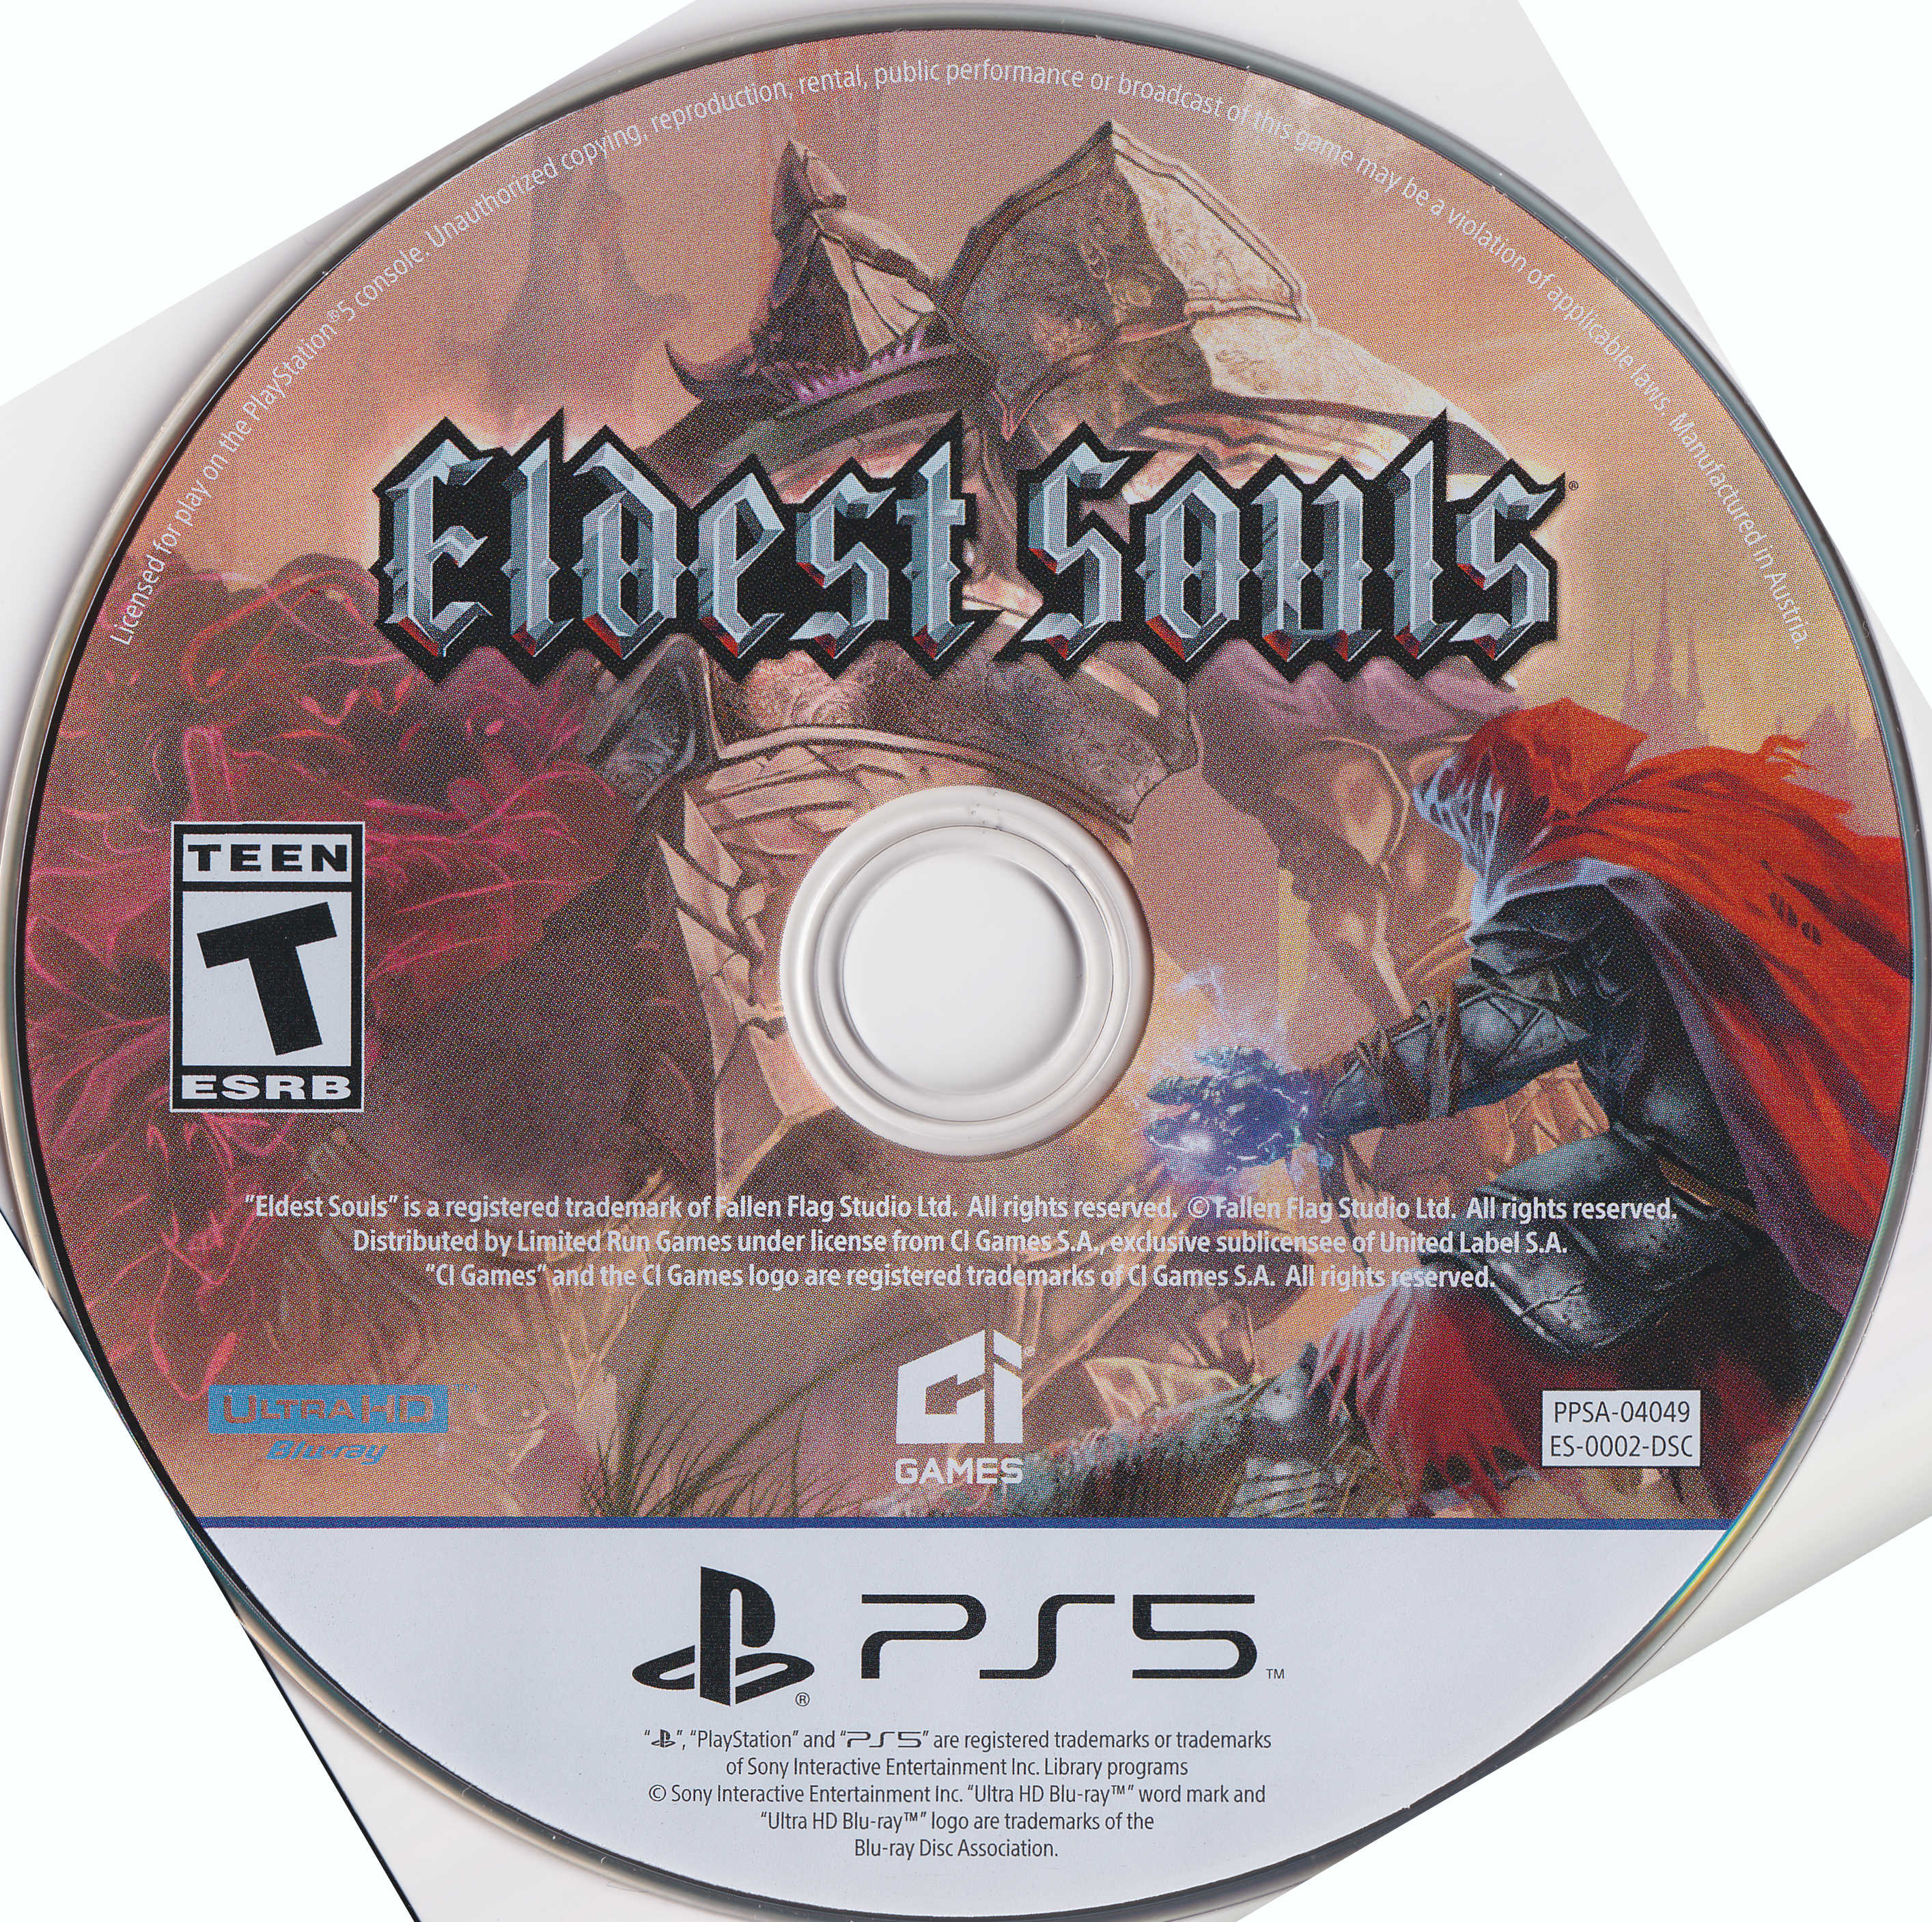 Licensed for play on the PlayStation®5 console. Unauthorized copying, reproduction, rental, public performance or broadcast of this game may be a violation of applicable laws. Manufactured in Austria.
Eldest Souls®
TEEN
T
ESRB
"Eldest Souls" is a registered trademark of Fallen Flag Studio Ltd. All rights reserved. © Fallen Flag Studio Ltd. All rights reserved.
Distributed by Limited Run Games under license from CI Games S.A., exclusive sublicensee of United Label S.A.
"CI Games" and the CI Games logo are registered trademarks of CI Games S.A. All rights reserved.
ULTRA HD™
Blu-ray
CI®
GAMES
PPSA-04049
ES-0002-DSC
® PS5™
" ", "PlayStation" and "PS5" are registered trademarks or trademarks
of Sony Interactive Entertainment Inc. Library programs
© Sony Interactive Entertainment Inc. "Ultra HD Blu-ray™" word mark and
"Ultra HD Blu-ray™" logo are trademarks of the
Blu-ray Disc Association.